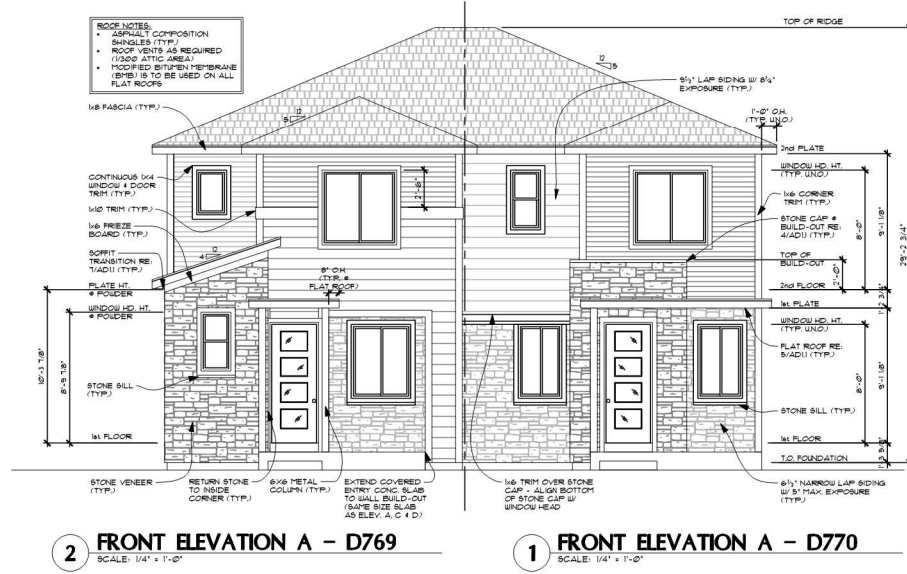 ROOF NOTES:
• ASPHALT COMPOSITION
SHINGLES (TYP.)
• ROOF VENTS AS REQUIRED
(1/300 ATTIC AREA)
• MODIFIED BITUMEN MEMBRANE
(BMB) IS TO BE USED ON ALL
FLAT ROOFS
1x8 FASCIA (TYP.)
CONTINUOUS 1x4
WINDOW & DOOR
TRIM (TYP.)
1x10 TRIM (TYP.)
1x6 FRIEZE
BOARD (TYP.)
SOFFIT
TRANSITION RE:
7/AD1.1 (TYP.)
PLATE HT.
@ POWDER
WINDOW HD. HT.
@ POWDER
10'-3 7/8"
8'-9 7/8"
STONE SILL
(TYP.)
1st FLOOR
STONE VENEER
(TYP.)
RETURN STONE
TO INSIDE
CORNER (TYP.)
6X6 METAL
COLUMN (TYP.)
EXTEND COVERED
ENTRY CONC. SLAB
TO WALL BUILD-OUT
(SAME SIZE SLAB
AS ELEV. A, C & D)
12
5
12
4
8" O.H.
(TYP. @
FLAT ROOF)
2'-6"
12
5
TOP OF RIDGE
9 1/2" LAP SIDING W/ 8 1/4"
EXPOSURE (TYP.)
1'-0" O.H.
(TYP. U.N.O.)
2nd PLATE
WINDOW HD. HT.
(TYP. U.N.O.)
1x6 CORNER
TRIM (TYP.)
STONE CAP @
BUILD-OUT RE:
4/AD1.1 (TYP.)
TOP OF
BUILD-OUT
2'-0"
2nd FLOOR
1st PLATE
WINDOW HD. HT.
(TYP. U.N.O.)
FLAT ROOF RE:
5/AD1.1 (TYP.)
STONE SILL (TYP.)
1st FLOOR
T.O. FOUNDATION
8'-0"
9'-1 1/8"
8'-0"
9'-1 1/8"
29'-2 3/4"
6 1/2" NARROW LAP SIDING
W/ 5" MAX. EXPOSURE
(TYP.)
1x6 TRIM OVER STONE
CAP - ALIGN BOTTOM
OF STONE CAP W/
WINDOW HEAD
2 FRONT ELEVATION A - D769
SCALE: 1/4" = 1'-0"
1 FRONT ELEVATION A - D770
SCALE: 1/4" = 1'-0"